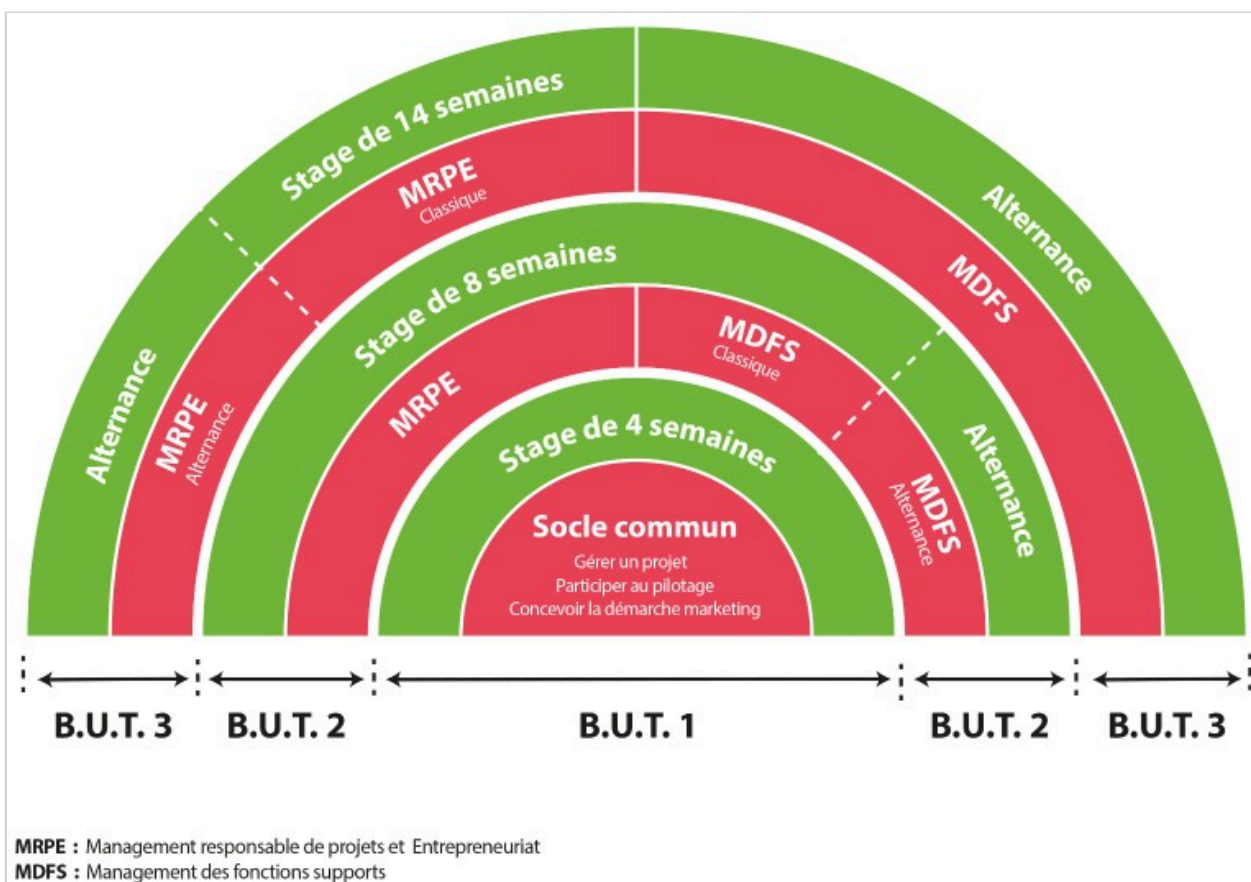 Stage de 14 semaines
MRPE
Classique
Alternance
MDFS
Alternance
MRPE
Alternance
Stage de 8 semaines
MRPE
MDFS
Classique
Alternance
MDFS
Alternance
Stage de 4 semaines
Socle commun
Gérer un projet
Participer au pilotage
Concevoir la démarche marketing
B.U.T. 3
B.U.T. 2
B.U.T. 1
B.U.T. 2
B.U.T. 3
MRPE : Management responsable de projets et Entrepreneuriat
MDFS : Management des fonctions supports